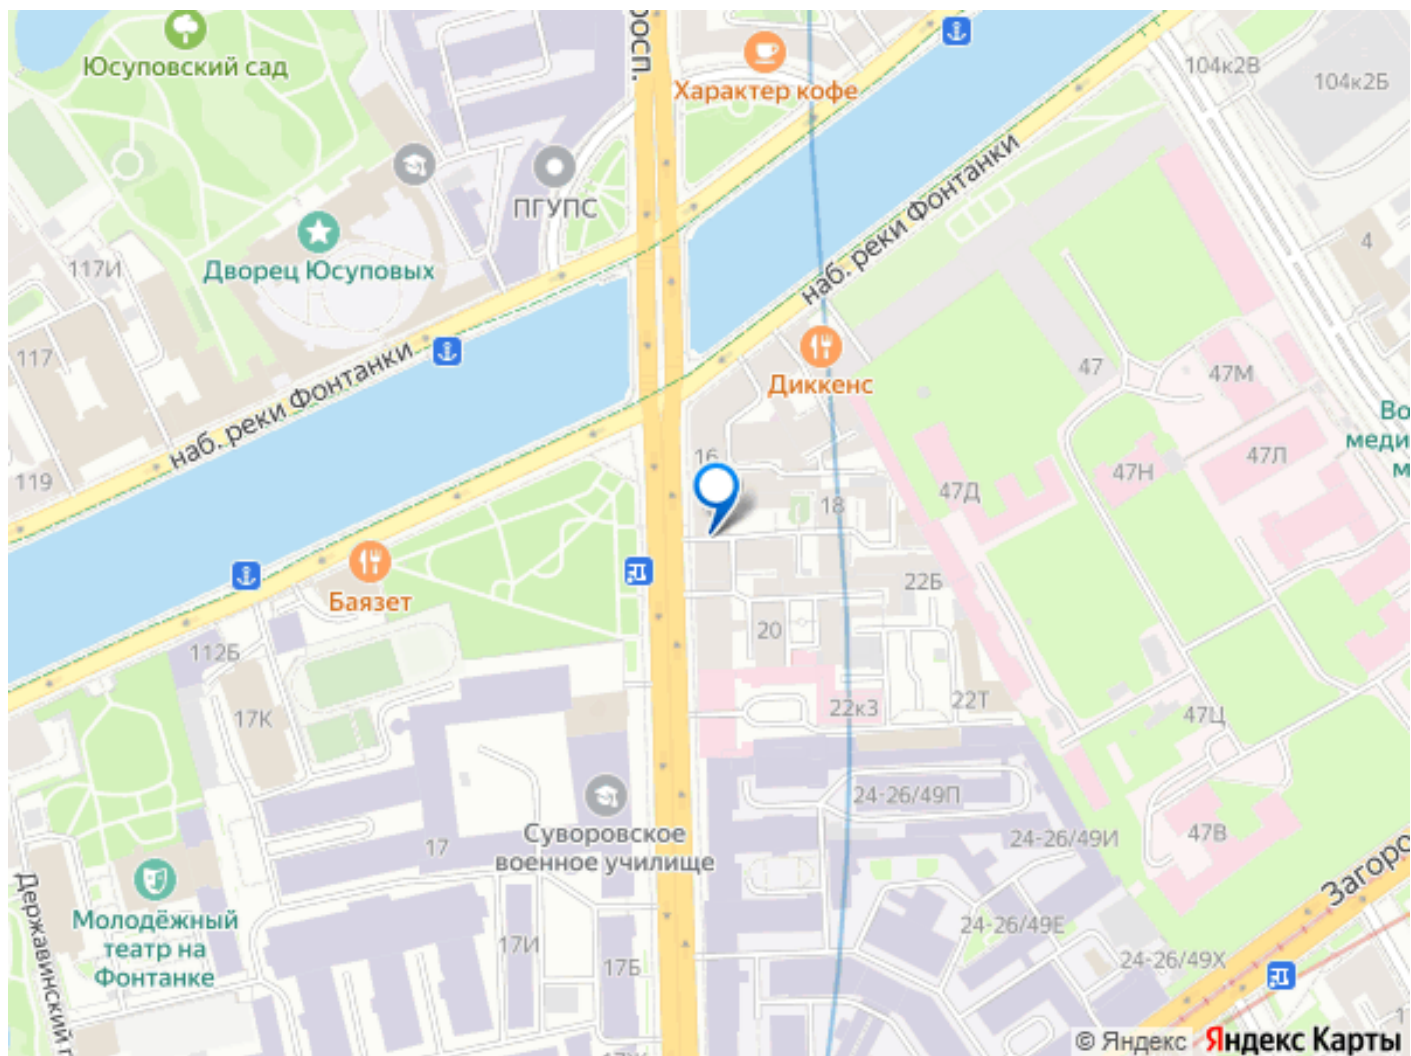 Юсуповский сад
росп.
Характер кофе
104к2В
104к2Б
ПГУПС
наб. реки Фонтанки
4
117И
Дворец Юсуповых
117
наб. реки Фонтанки
Диккенс
47
47М
119
16
47Д
47Н
47Л
18
Баязет
22Б
20
112Б
17К
22к3
22Т
47Ц
24-26/49П
Суворовское
военное училище
17
24-26/49И
47В
Загоро
Державинский п
Молодёжный
театр на
Фонтанке
17И
17Б
24-26/49Е
24-26/49Х
© Яндекс Яндекс Карты